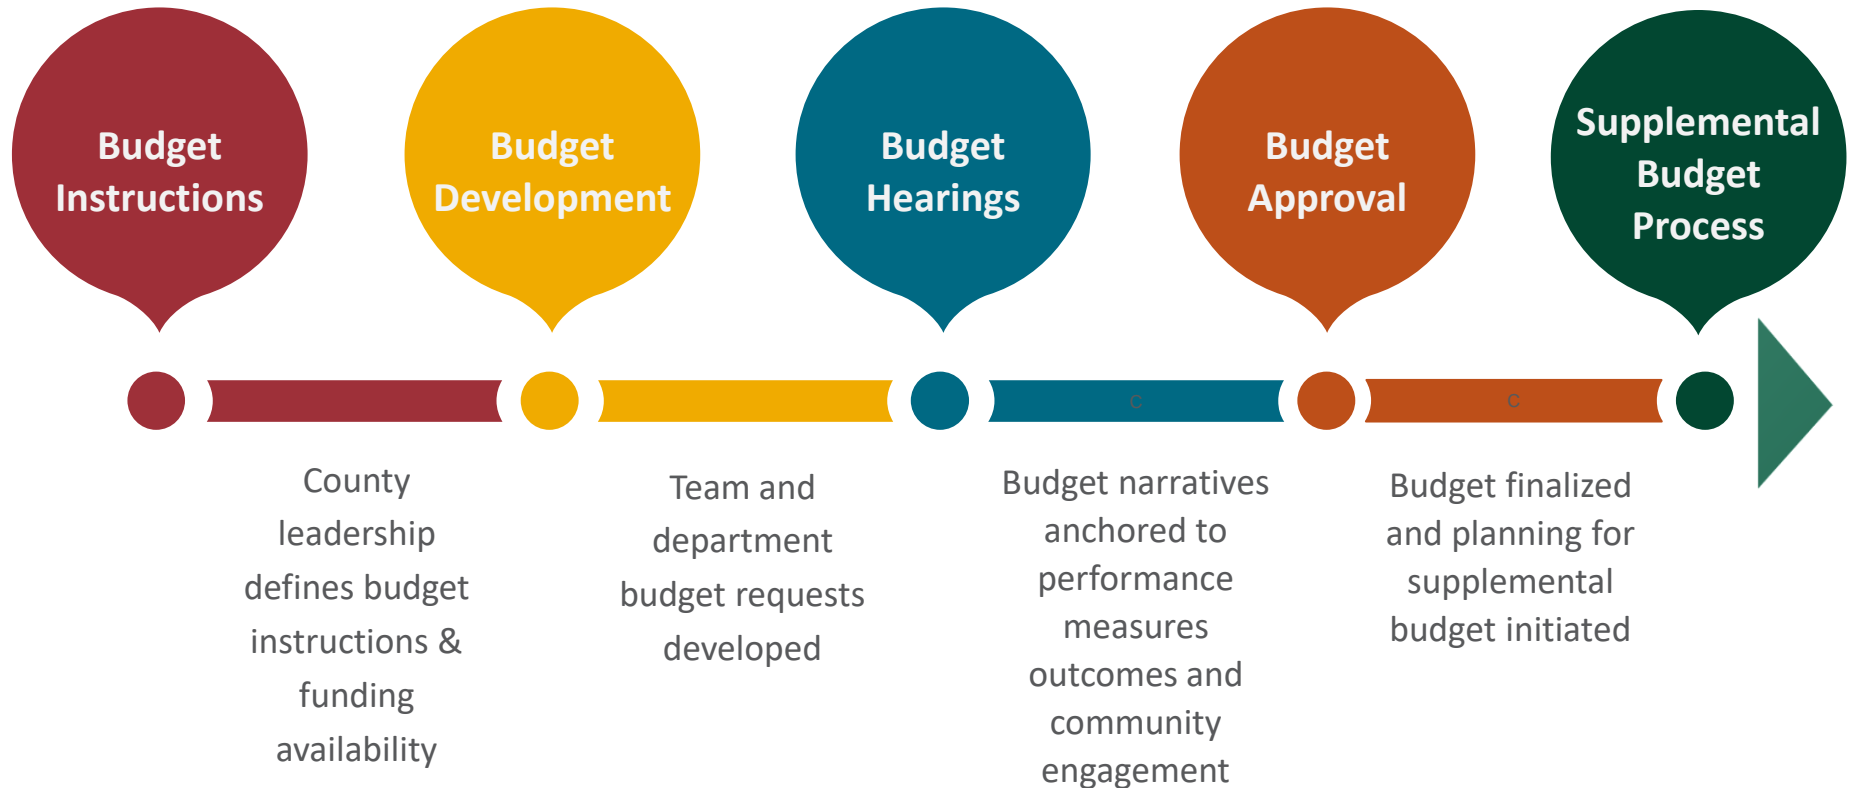 Budget
Instructions
Budget
Development
Budget
Hearings
Budget
Approval
Supplemental
Budget
Process
c
c
County
leadership
defines budget
instructions &
funding
availability
Team and
department
budget requests
developed
Budget narratives
anchored to
performance
measures
outcomes and
community
engagement
Budget finalized
and planning for
supplemental
budget initiated